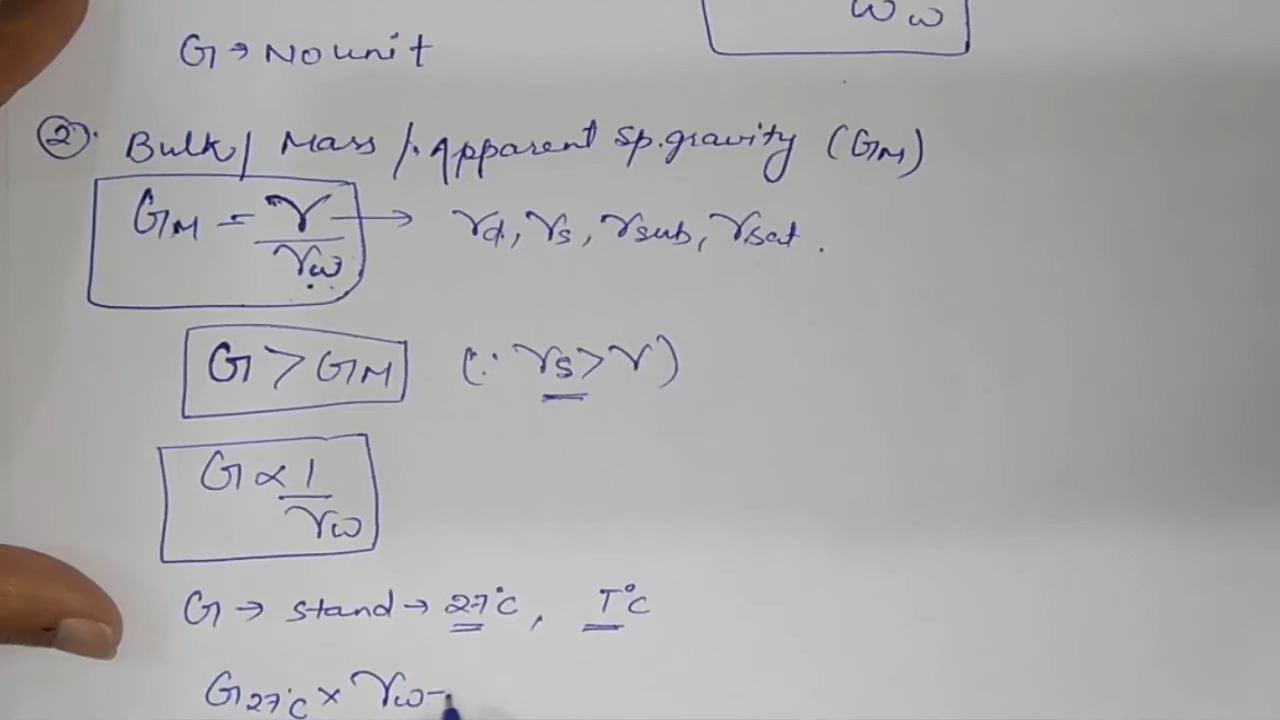 ω ω
G → No unit
②. Bulk / Mass / Apparent sp. gravity (GM)
GM = γ / γω → γd, γs, γsub, γsat.
G > GM (∵ γs > γ)
G ∝ 1 / γω
G → stand → 27°C, T°C
G27°C × γω -